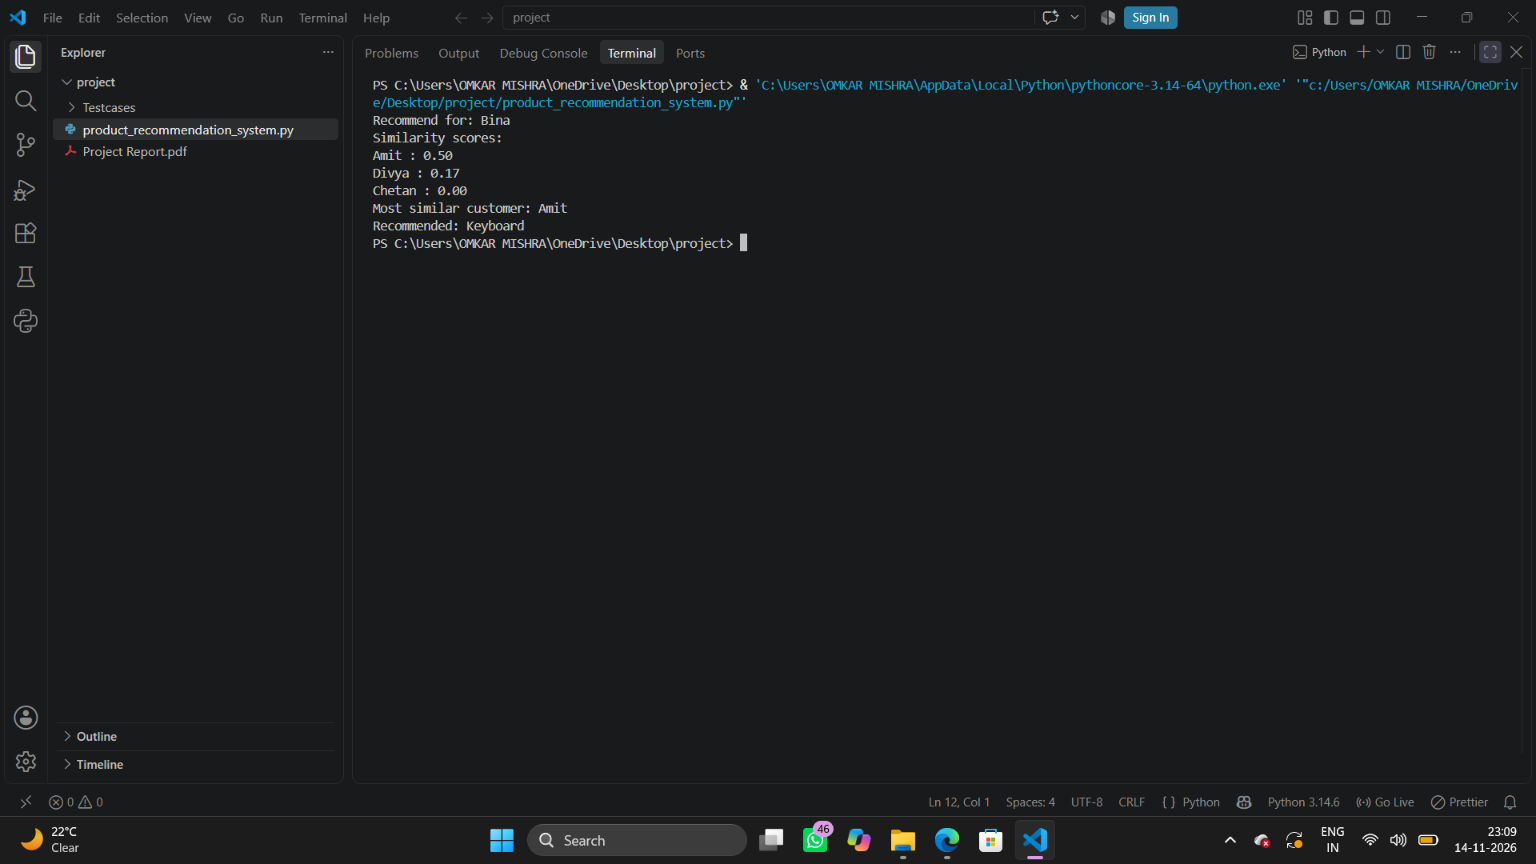 File Edit Selection View Go Run Terminal Help
project
Sign In
Explorer
project
Testcases
product_recommendation_system.py
Project Report.pdf
Outline
Timeline
Problems Output Debug Console Terminal Ports
Python
PS C:\Users\OMKAR MISHRA\OneDrive\Desktop\project> & 'C:\Users\OMKAR MISHRA\AppData\Local\Python\pythoncore-3.14-64\python.exe' '"c:/Users/OMKAR MISHRA/OneDriv
e/Desktop/project/product_recommendation_system.py"'
Recommend for: Bina
Similarity scores:
Amit : 0.50
Divya : 0.17
Chetan : 0.00
Most similar customer: Amit
Recommended: Keyboard
PS C:\Users\OMKAR MISHRA\OneDrive\Desktop\project>
0 0
Ln 12, Col 1 Spaces: 4 UTF-8 CRLF { } Python Python 3.14.6 Go Live Prettier
22°C
Clear
Search
46
ENG
IN
23:09
14-11-2026